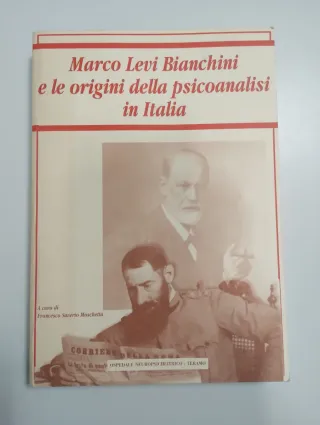 Marco Levi Bianchini
e le origini della psicoanalisi
in Italia
A cura di
Francesco Saverio Moschetta
CORRIERE DELLA SERA
OSPEDALE NEUROPSICHIATRICO - TERAMO